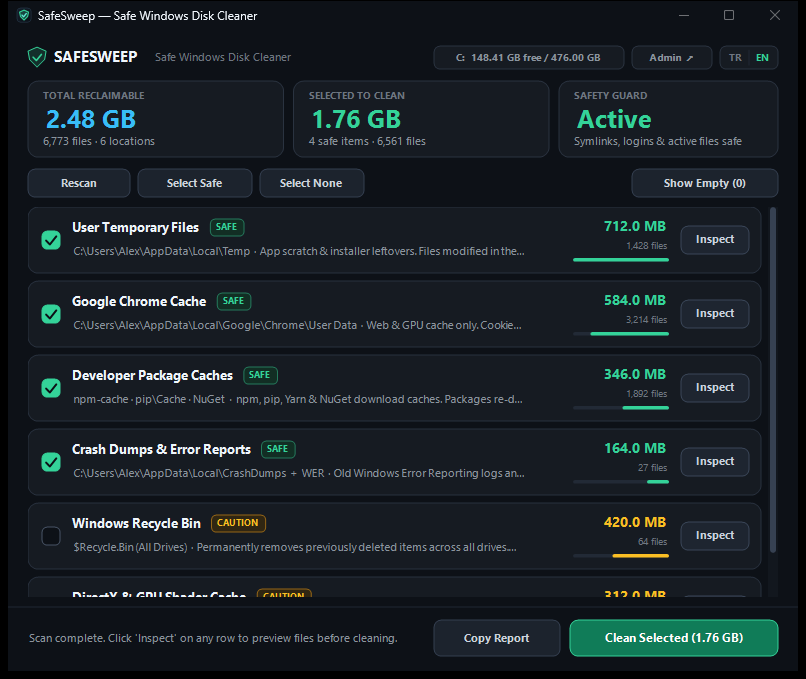 SafeSweep — Safe Windows Disk Cleaner
SAFESWEEP Safe Windows Disk Cleaner C: 148.41 GB free / 476.00 GB Admin ↗ TR EN
TOTAL RECLAIMABLE
2.48 GB
6,773 files · 6 locations
SELECTED TO CLEAN
1.76 GB
4 safe items · 6,561 files
SAFETY GUARD
Active
Symlinks, logins & active files safe
Rescan Select Safe Select None Show Empty (0)
User Temporary Files SAFE
C:\Users\Alex\AppData\Local\Temp · App scratch & installer leftovers. Files modified in the...
712.0 MB
1,428 files
Inspect
Google Chrome Cache SAFE
C:\Users\Alex\AppData\Local\Google\Chrome\User Data · Web & GPU cache only. Cookie...
584.0 MB
3,214 files
Inspect
Developer Package Caches SAFE
npm-cache · pip\Cache · NuGet · npm, pip, Yarn & NuGet download caches. Packages re-d...
346.0 MB
1,892 files
Inspect
Crash Dumps & Error Reports SAFE
C:\Users\Alex\AppData\Local\CrashDumps + WER · Old Windows Error Reporting logs an...
164.0 MB
27 files
Inspect
Windows Recycle Bin CAUTION
$Recycle.Bin (All Drives) · Permanently removes previously deleted items across all drives....
420.0 MB
64 files
Inspect
DirectX & GPU Shader Cache CAUTION
312.0 MB
Scan complete. Click 'Inspect' on any row to preview files before cleaning.
Copy Report
Clean Selected (1.76 GB)